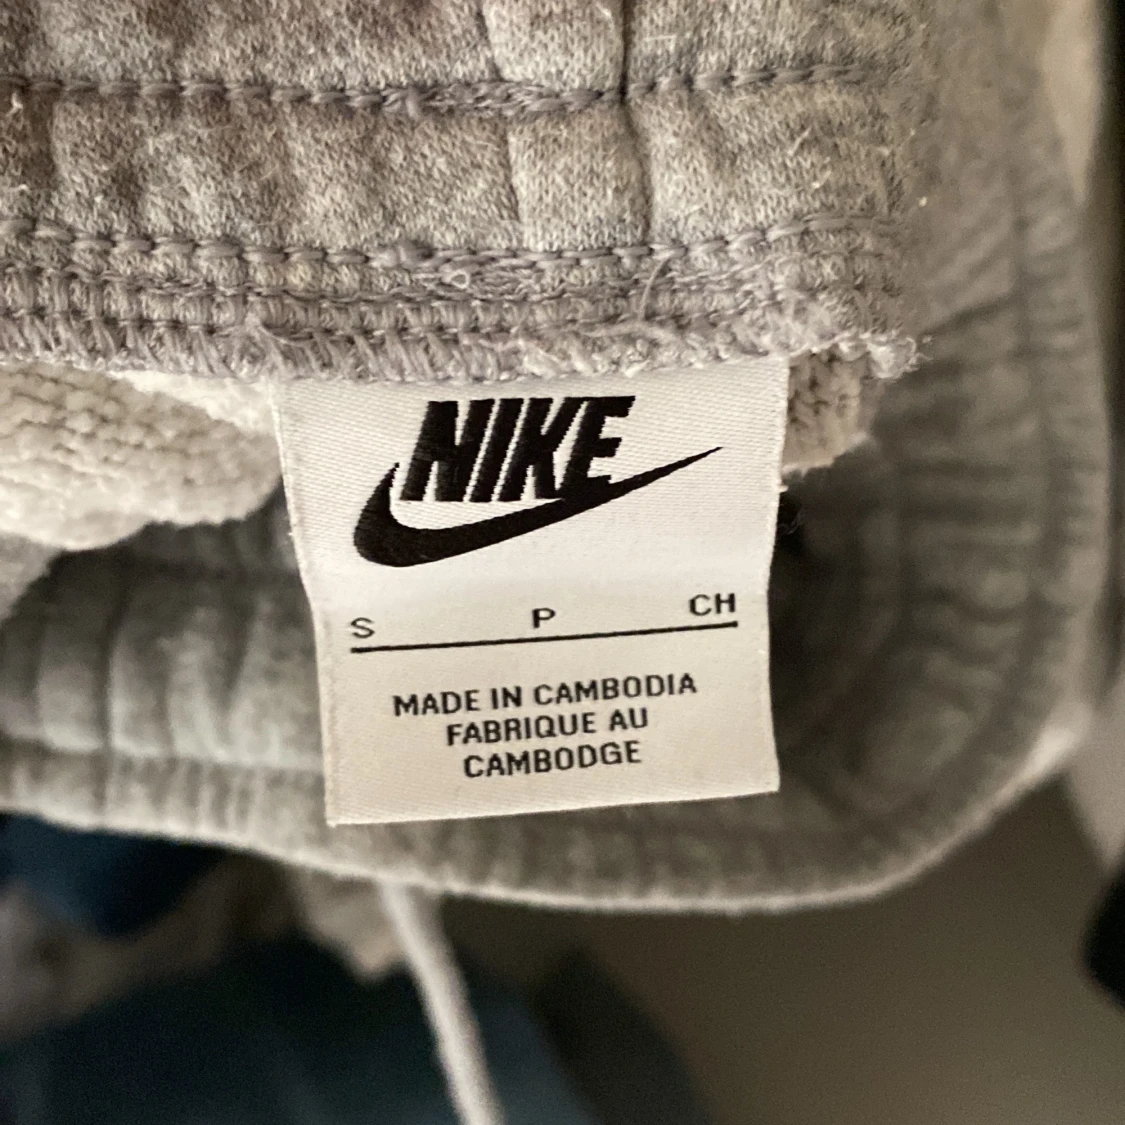 NIKE
S P CH
MADE IN CAMBODIA
FABRIQUE AU
CAMBODGE